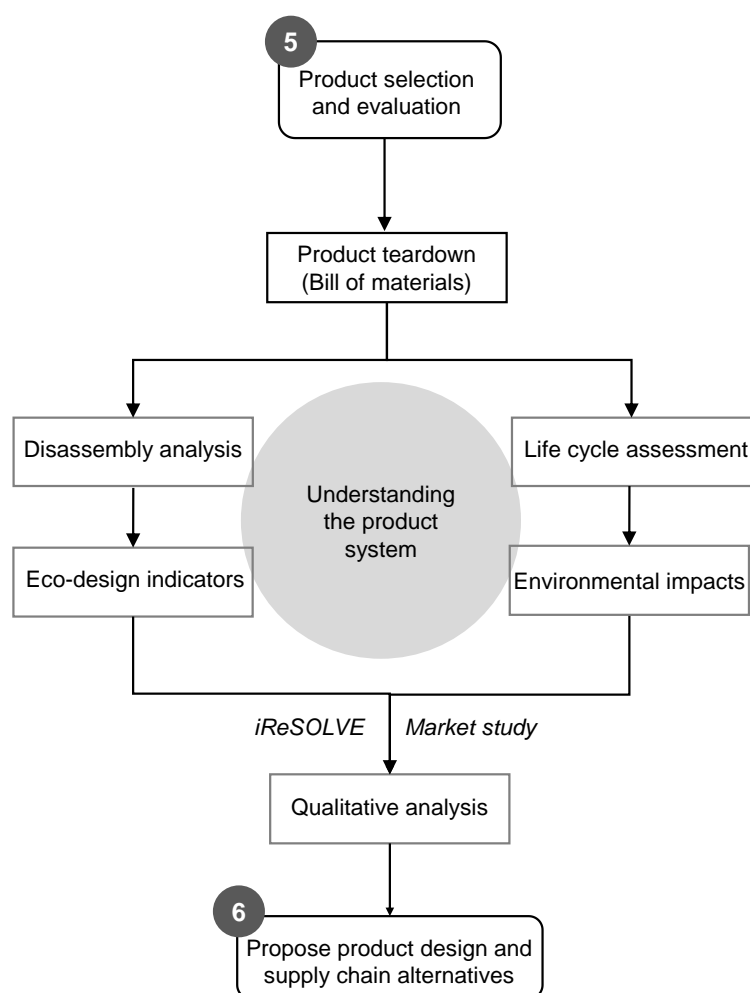 5
Product selection
and evaluation
Product teardown
(Bill of materials)
Disassembly analysis
Life cycle assessment
Understanding
the product
system
Eco-design indicators
Environmental impacts
iReSOLVE
Market study
Qualitative analysis
6
Propose product design and
supply chain alternatives